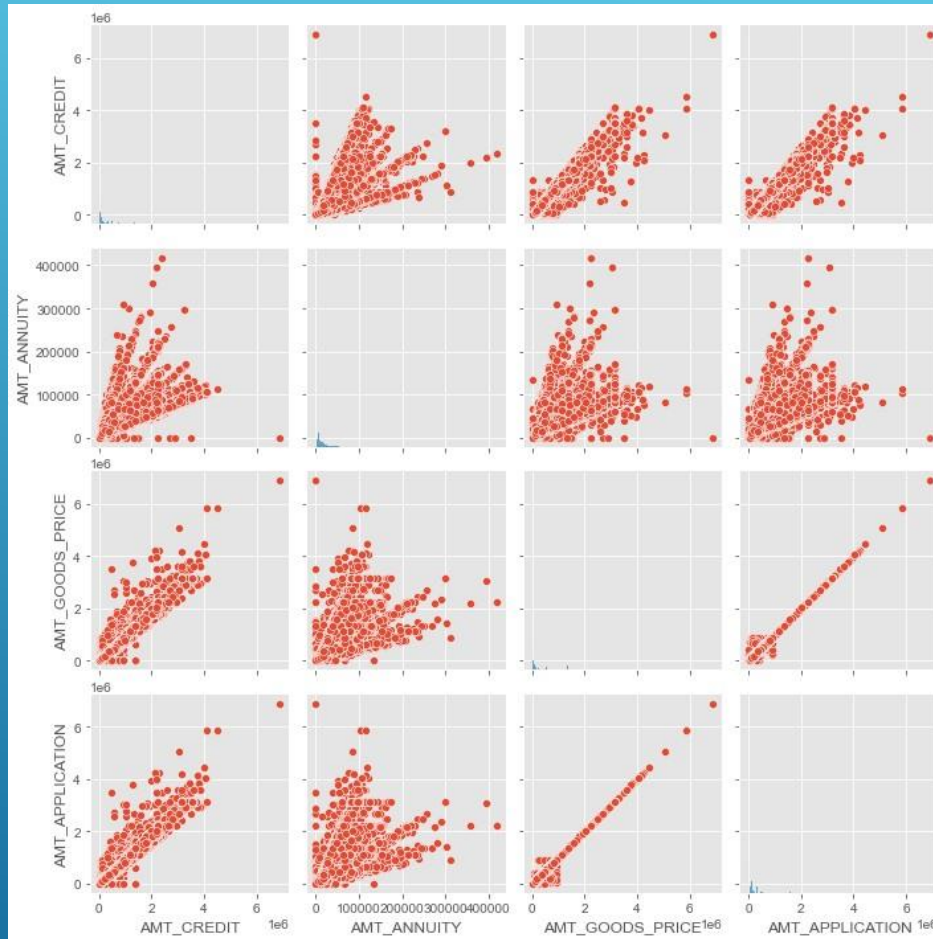 1e6
6
4
2
0
AMT_CREDIT
400000
300000
200000
100000
0
AMT_ANNUITY
1e6
6
4
2
0
AMT_GOODS_PRICE
1e6
6
4
2
0
AMT_APPLICATION
0 2 4 6 1e6
AMT_CREDIT
0 100000 200000 300000 400000
AMT_ANNUITY
0 2 4 6 1e6
AMT_GOODS_PRICE
0 2 4 6 1e6
AMT_APPLICATION